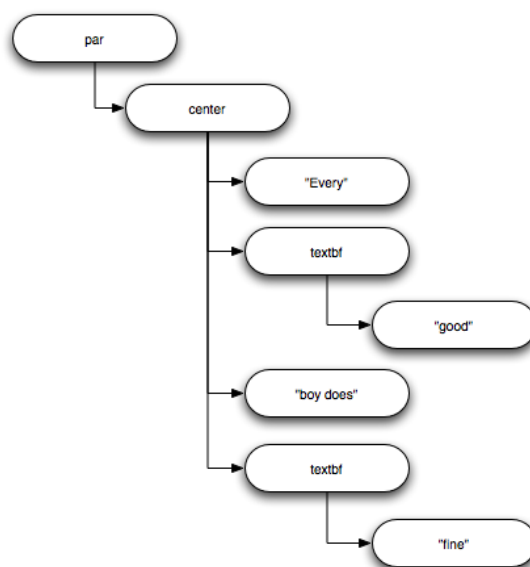 par
center
"Every"
textbf
"good"
"boy does"
textbf
"fine"